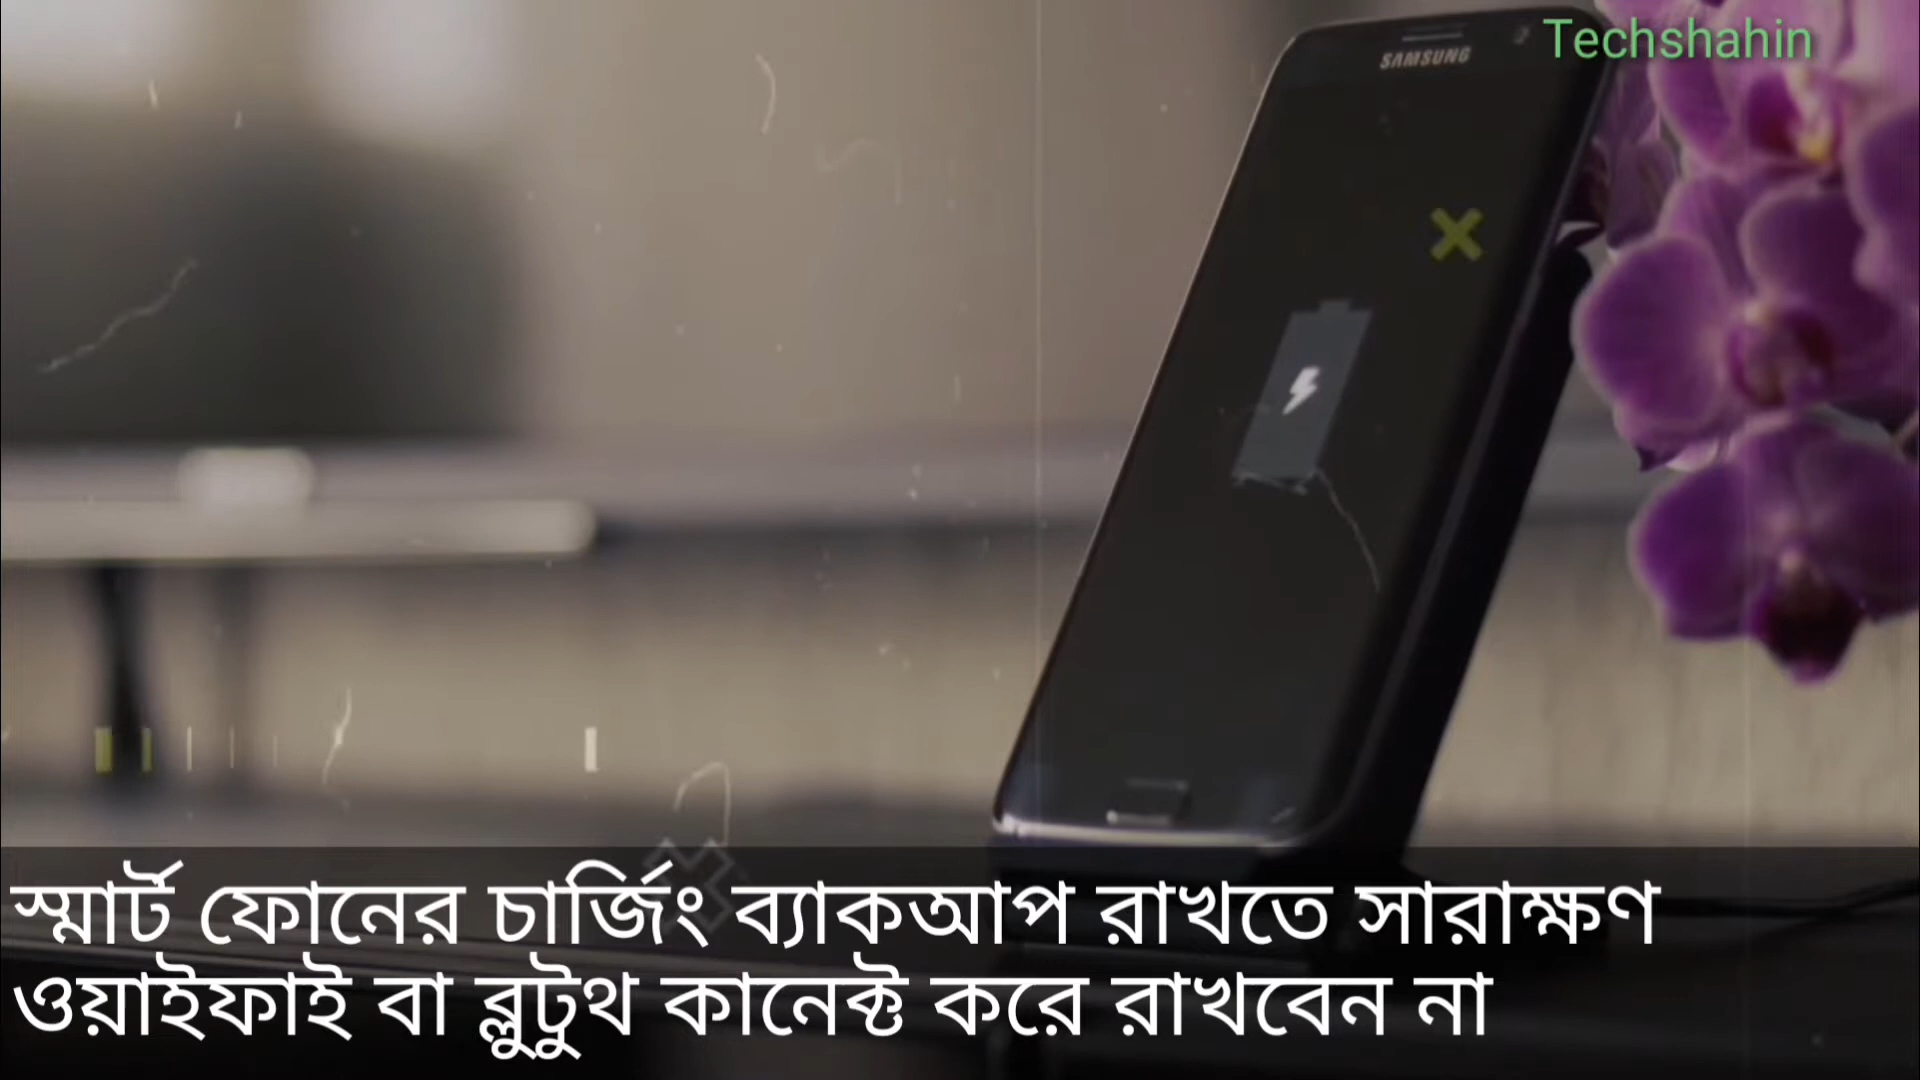 Techshahin
SAMSUNG
স্মার্ট ফোনের চার্জিং ব্যাকআপ রাখতে সারাক্ষণ
ওয়াইফাই বা ব্লুটুথ কানেক্ট করে রাখবেন না